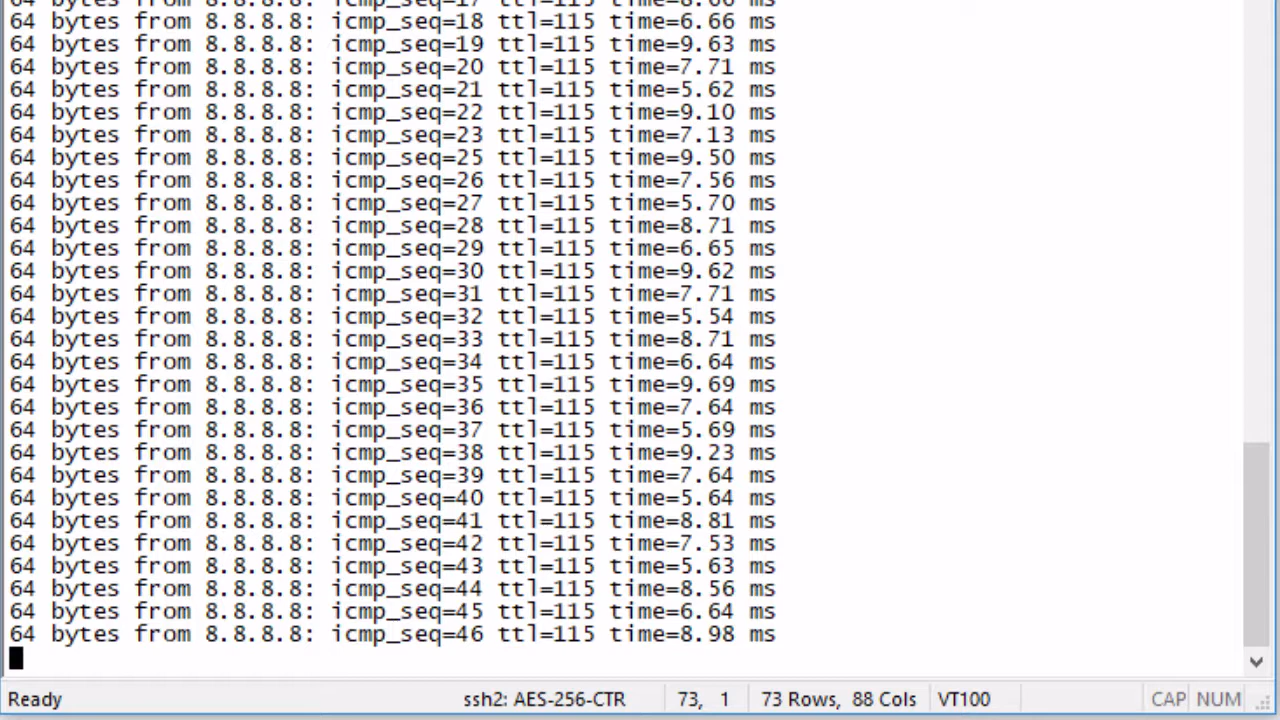 64 bytes from 8.8.8.8: icmp_seq=17 ttl=115 time=8.66 ms
64 bytes from 8.8.8.8: icmp_seq=18 ttl=115 time=6.66 ms
64 bytes from 8.8.8.8: icmp_seq=19 ttl=115 time=9.63 ms
64 bytes from 8.8.8.8: icmp_seq=20 ttl=115 time=7.71 ms
64 bytes from 8.8.8.8: icmp_seq=21 ttl=115 time=5.62 ms
64 bytes from 8.8.8.8: icmp_seq=22 ttl=115 time=9.10 ms
64 bytes from 8.8.8.8: icmp_seq=23 ttl=115 time=7.13 ms
64 bytes from 8.8.8.8: icmp_seq=25 ttl=115 time=9.50 ms
64 bytes from 8.8.8.8: icmp_seq=26 ttl=115 time=7.56 ms
64 bytes from 8.8.8.8: icmp_seq=27 ttl=115 time=5.70 ms
64 bytes from 8.8.8.8: icmp_seq=28 ttl=115 time=8.71 ms
64 bytes from 8.8.8.8: icmp_seq=29 ttl=115 time=6.65 ms
64 bytes from 8.8.8.8: icmp_seq=30 ttl=115 time=9.62 ms
64 bytes from 8.8.8.8: icmp_seq=31 ttl=115 time=7.71 ms
64 bytes from 8.8.8.8: icmp_seq=32 ttl=115 time=5.54 ms
64 bytes from 8.8.8.8: icmp_seq=33 ttl=115 time=8.71 ms
64 bytes from 8.8.8.8: icmp_seq=34 ttl=115 time=6.64 ms
64 bytes from 8.8.8.8: icmp_seq=35 ttl=115 time=9.69 ms
64 bytes from 8.8.8.8: icmp_seq=36 ttl=115 time=7.64 ms
64 bytes from 8.8.8.8: icmp_seq=37 ttl=115 time=5.69 ms
64 bytes from 8.8.8.8: icmp_seq=38 ttl=115 time=9.23 ms
64 bytes from 8.8.8.8: icmp_seq=39 ttl=115 time=7.64 ms
64 bytes from 8.8.8.8: icmp_seq=40 ttl=115 time=5.64 ms
64 bytes from 8.8.8.8: icmp_seq=41 ttl=115 time=8.81 ms
64 bytes from 8.8.8.8: icmp_seq=42 ttl=115 time=7.53 ms
64 bytes from 8.8.8.8: icmp_seq=43 ttl=115 time=5.63 ms
64 bytes from 8.8.8.8: icmp_seq=44 ttl=115 time=8.56 ms
64 bytes from 8.8.8.8: icmp_seq=45 ttl=115 time=6.64 ms
64 bytes from 8.8.8.8: icmp_seq=46 ttl=115 time=8.98 ms
Ready ssh2: AES-256-CTR 73, 1 73 Rows, 88 Cols VT100 CAP NUM